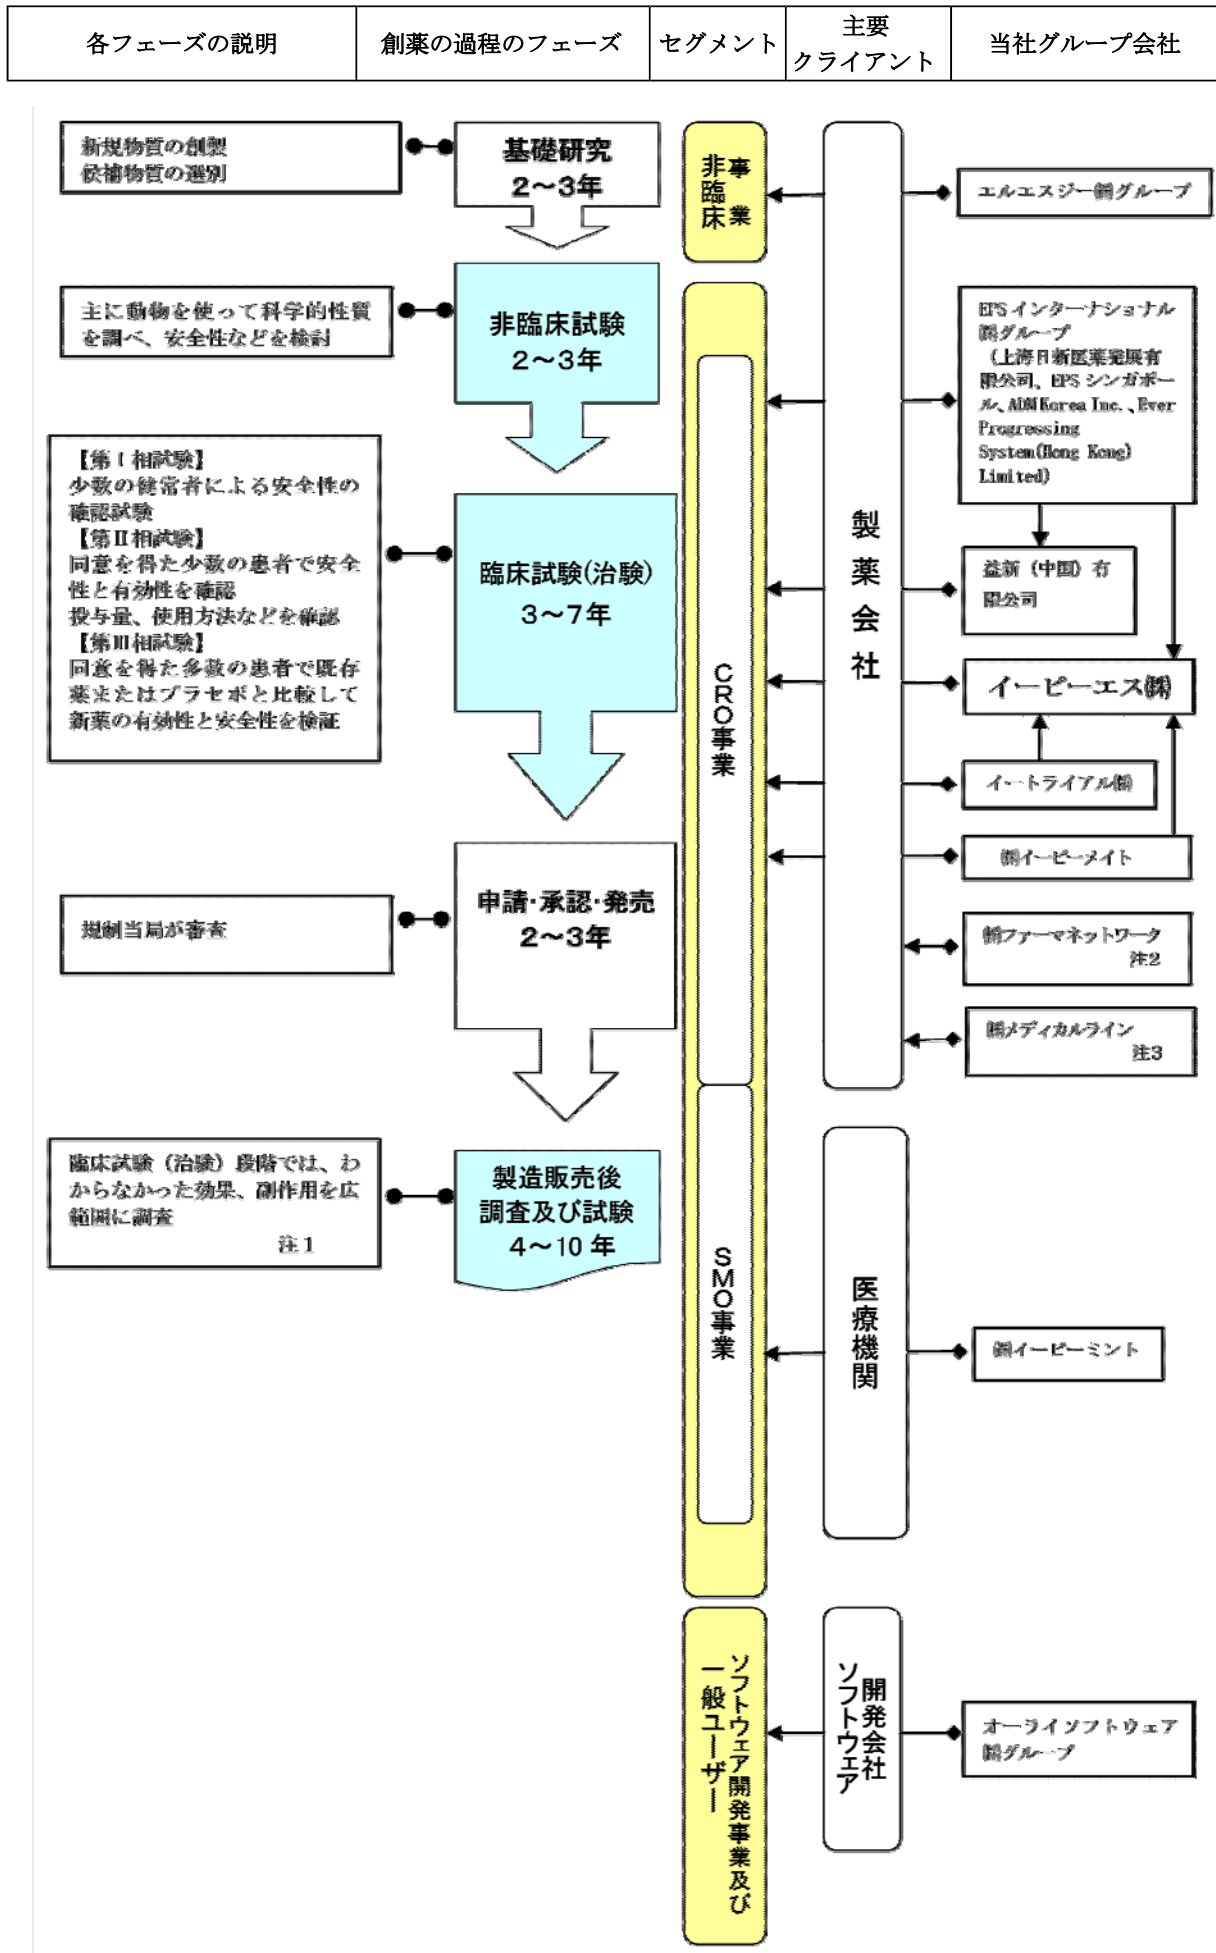 各フェーズの説明
創薬の過程のフェーズ
セグメント
主要
クライアント
当社グループ会社
新規物質の創製
候補物質の選別
基礎研究
2～3年
非臨床
事業
エルエスジー㈱グループ
主に動物を使って科学的性質
を調べ、安全性などを検討
非臨床試験
2～3年
EPS インターナショナル
㈱グループ
（上海日新医薬発展有
限公司、EPS シンガポー
ル、ADM Korea Inc.、Ever
Progressing
System(Hong Kong)
Limited)
【第Ⅰ相試験】
少数の健常者による安全性の
確認試験
【第Ⅱ相試験】
同意を得た少数の患者で安全
性と有効性を確認
投与量、使用方法などを確認
【第Ⅲ相試験】
同意を得た多数の患者で既存
薬またはプラセボと比較して
新薬の有効性と安全性を検証
臨床試験(治験)
3～7年
CRO事業
製薬会社
益新（中国）有
限公司
イーピーエス㈱
イートライアル㈱
㈱イーピーメイト
規制当局が審査
申請・承認・発売
2～3年
㈱ファーマネットワーク
注2
㈱メディカルライン
注3
臨床試験（治験）段階では、わ
からなかった効果、副作用を広
範囲に調査
注1
製造販売後
調査及び試験
4～10 年
SMO事業
医療機関
㈱イーピーミント
ソフトウェア開発事業及び
一般ユーザー
ソフトウェア
開発会社
オーライソフトウェア
㈱グループ